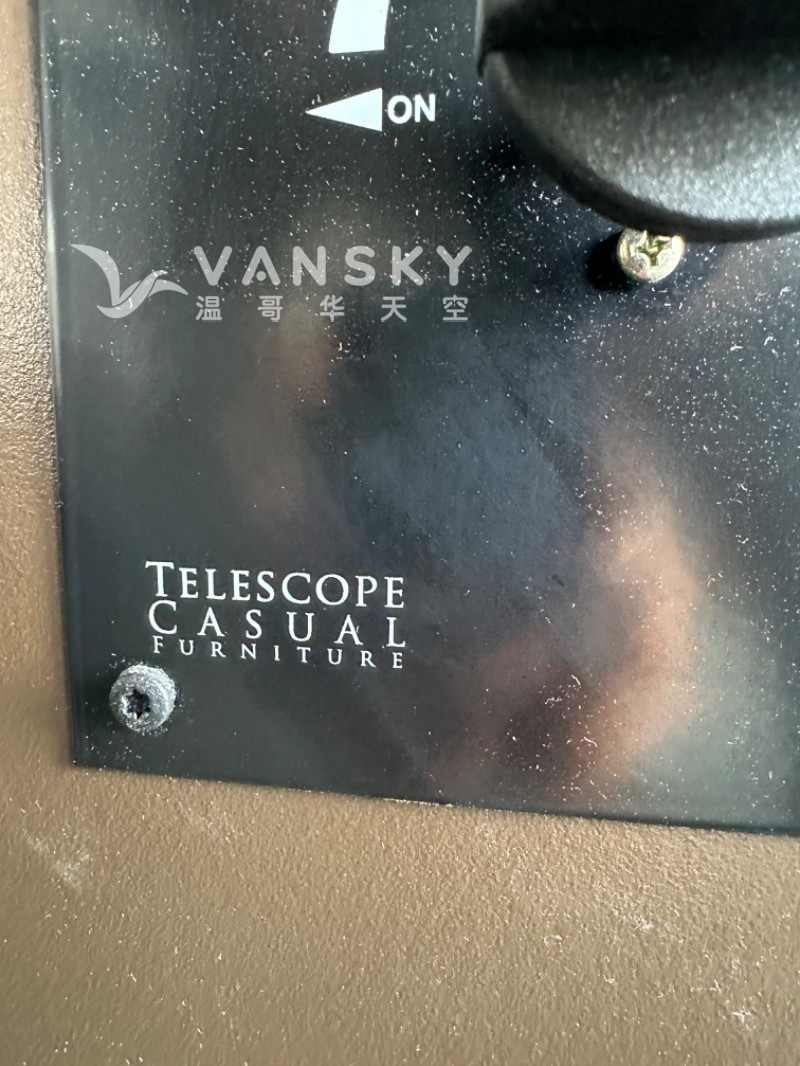 ON
VANSKY
温哥华天空
TELESCOPE
CASUAL
FURNITURE